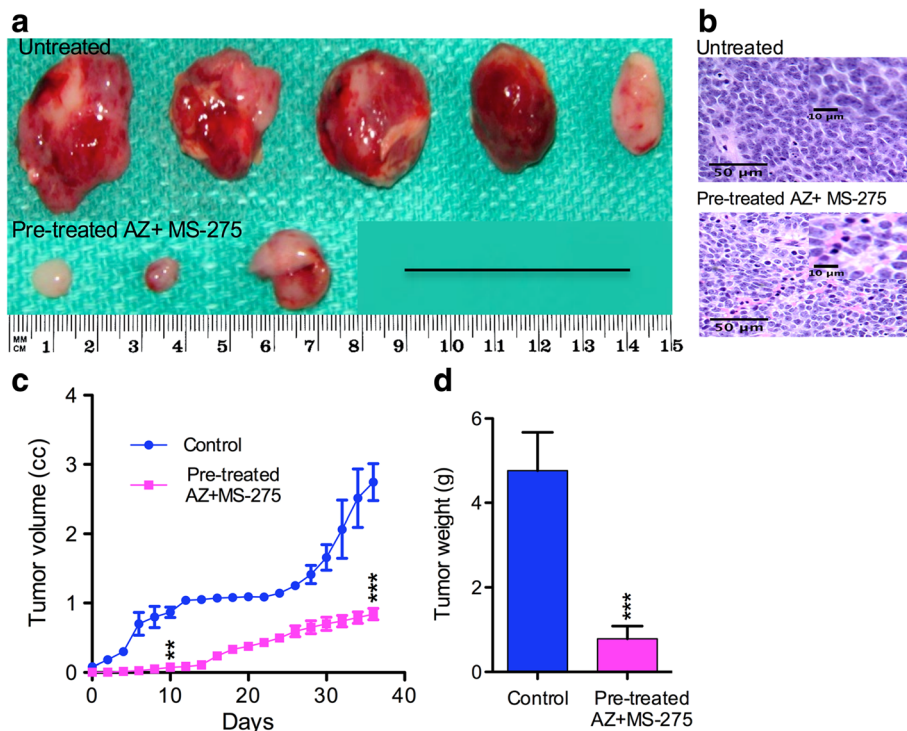 a
Untreated
Pre-treated AZ+ MS-275
MM
CM
1 2 3 4 5 6 7 8 9 10 11 12 13 14 15
b
Untreated
10 µm
50 µm
Pre-treated AZ+ MS-275
10 µm
50 µm
c
Tumor volume (cc)
4
3
2
1
0
Control
Pre-treated
AZ+MS-275
**
***
0 10 20 30 40
Days
d
Tumor weight (g)
6
4
2
0
***
Control Pre-treated
AZ+MS-275